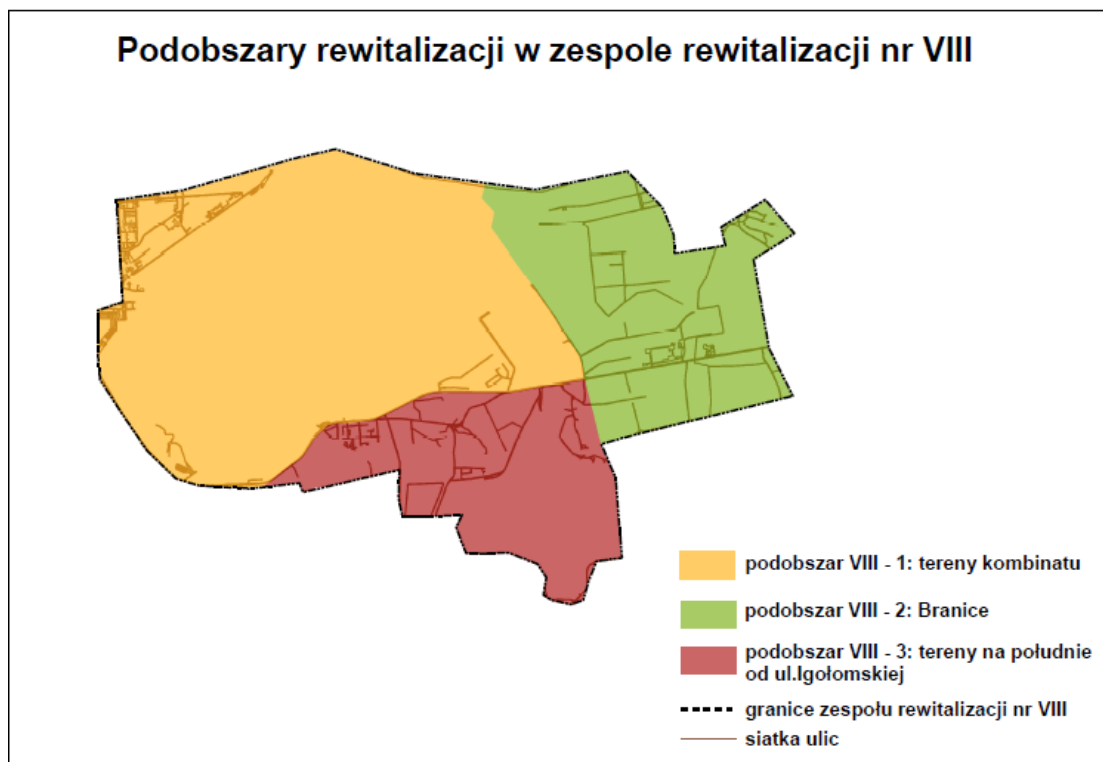 Podobszary rewitalizacji w zespole rewitalizacji nr VIII
podobszar VIII - 1: tereny kombinatu
podobszar VIII - 2: Branice
podobszar VIII - 3: tereny na południe
od ul.Igołomskiej
granice zespołu rewitalizacji nr VIII
siatka ulic